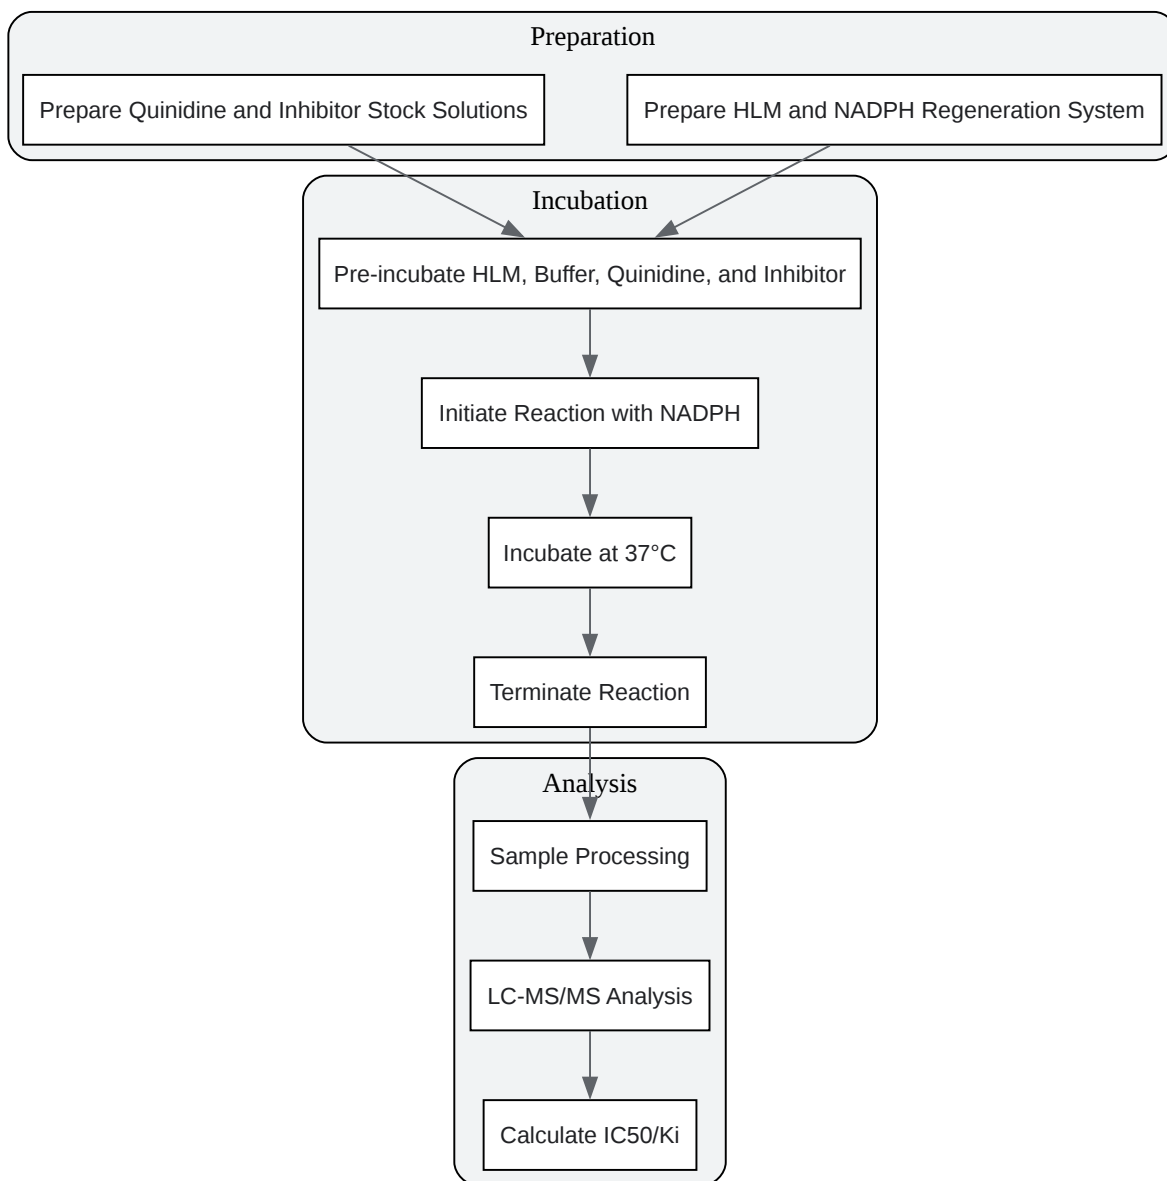 Preparation
Prepare Quinidine and Inhibitor Stock Solutions
Prepare HLM and NADPH Regeneration System
Incubation
Pre-incubate HLM, Buffer, Quinidine, and Inhibitor
Initiate Reaction with NADPH
Incubate at 37°C
Terminate Reaction
Analysis
Sample Processing
LC-MS/MS Analysis
Calculate IC50/Ki